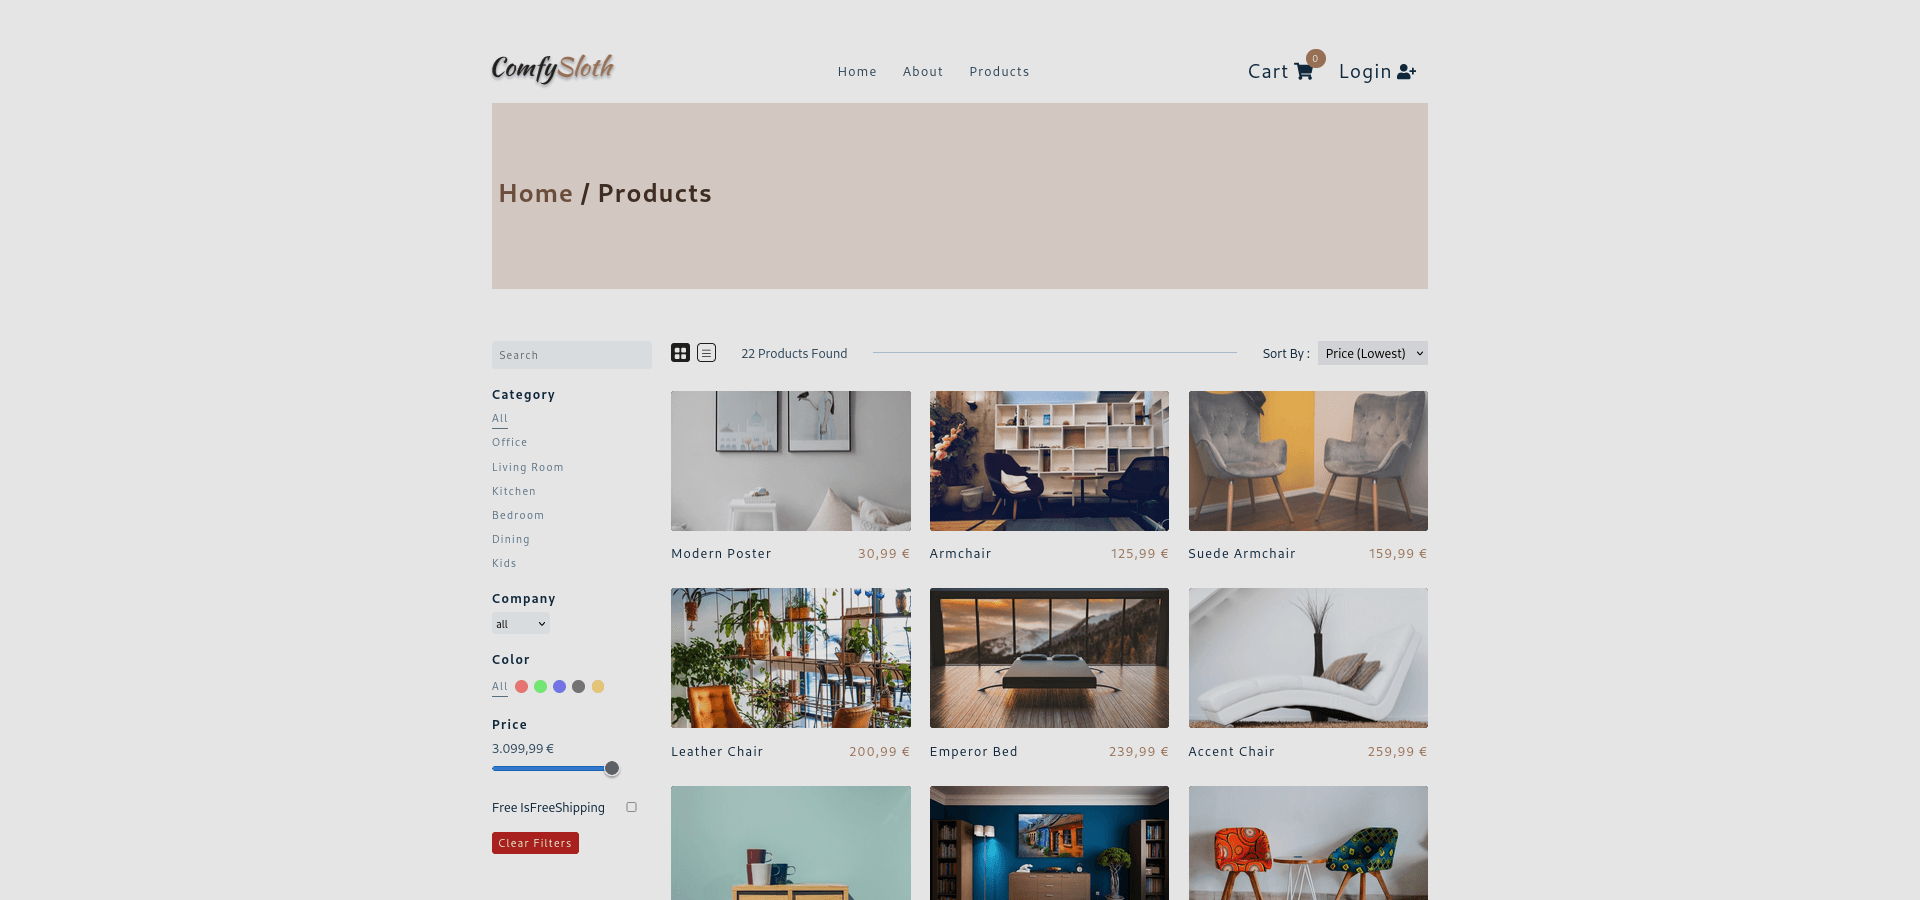 ComfySloth
Home About Products
Cart 0 Login
Home / Products
Search
Category
All
Office
Living Room
Kitchen
Bedroom
Dining
Kids
Company
all
Color
All
Price
3.099,99 €
Free IsFreeShipping
Clear Filters
22 Products Found
Sort By : Price (Lowest)
Modern Poster 30,99 €
Armchair 125,99 €
Suede Armchair 159,99 €
Leather Chair 200,99 €
Emperor Bed 239,99 €
Accent Chair 259,99 €